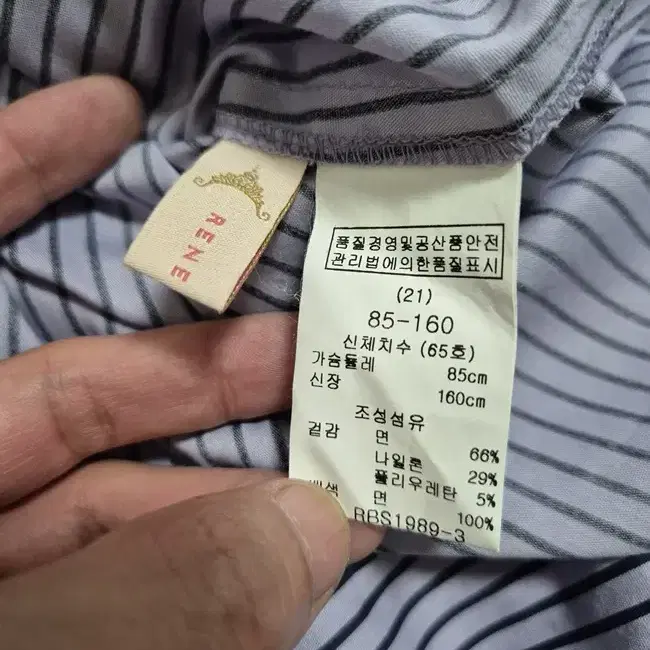 RENE
품질경영및공산품안전
관리법에의한품질표시
(21)
85-160
신체치수 (65호)
가슴둘레 85cm
신장 160cm
조성섬유
겉감 면 66%
나일론 29%
폴리우레탄 5%
배색 면 100%
RBS1989-3